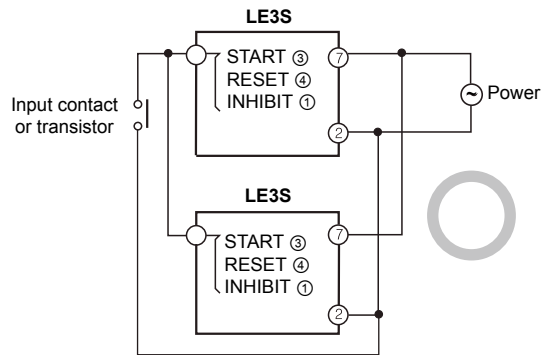 LE3S
START ③
RESET ④
INHIBIT ①
⑦
②
Input contact
or transistor
~ Power
LE3S
START ③
RESET ④
INHIBIT ①
⑦
②